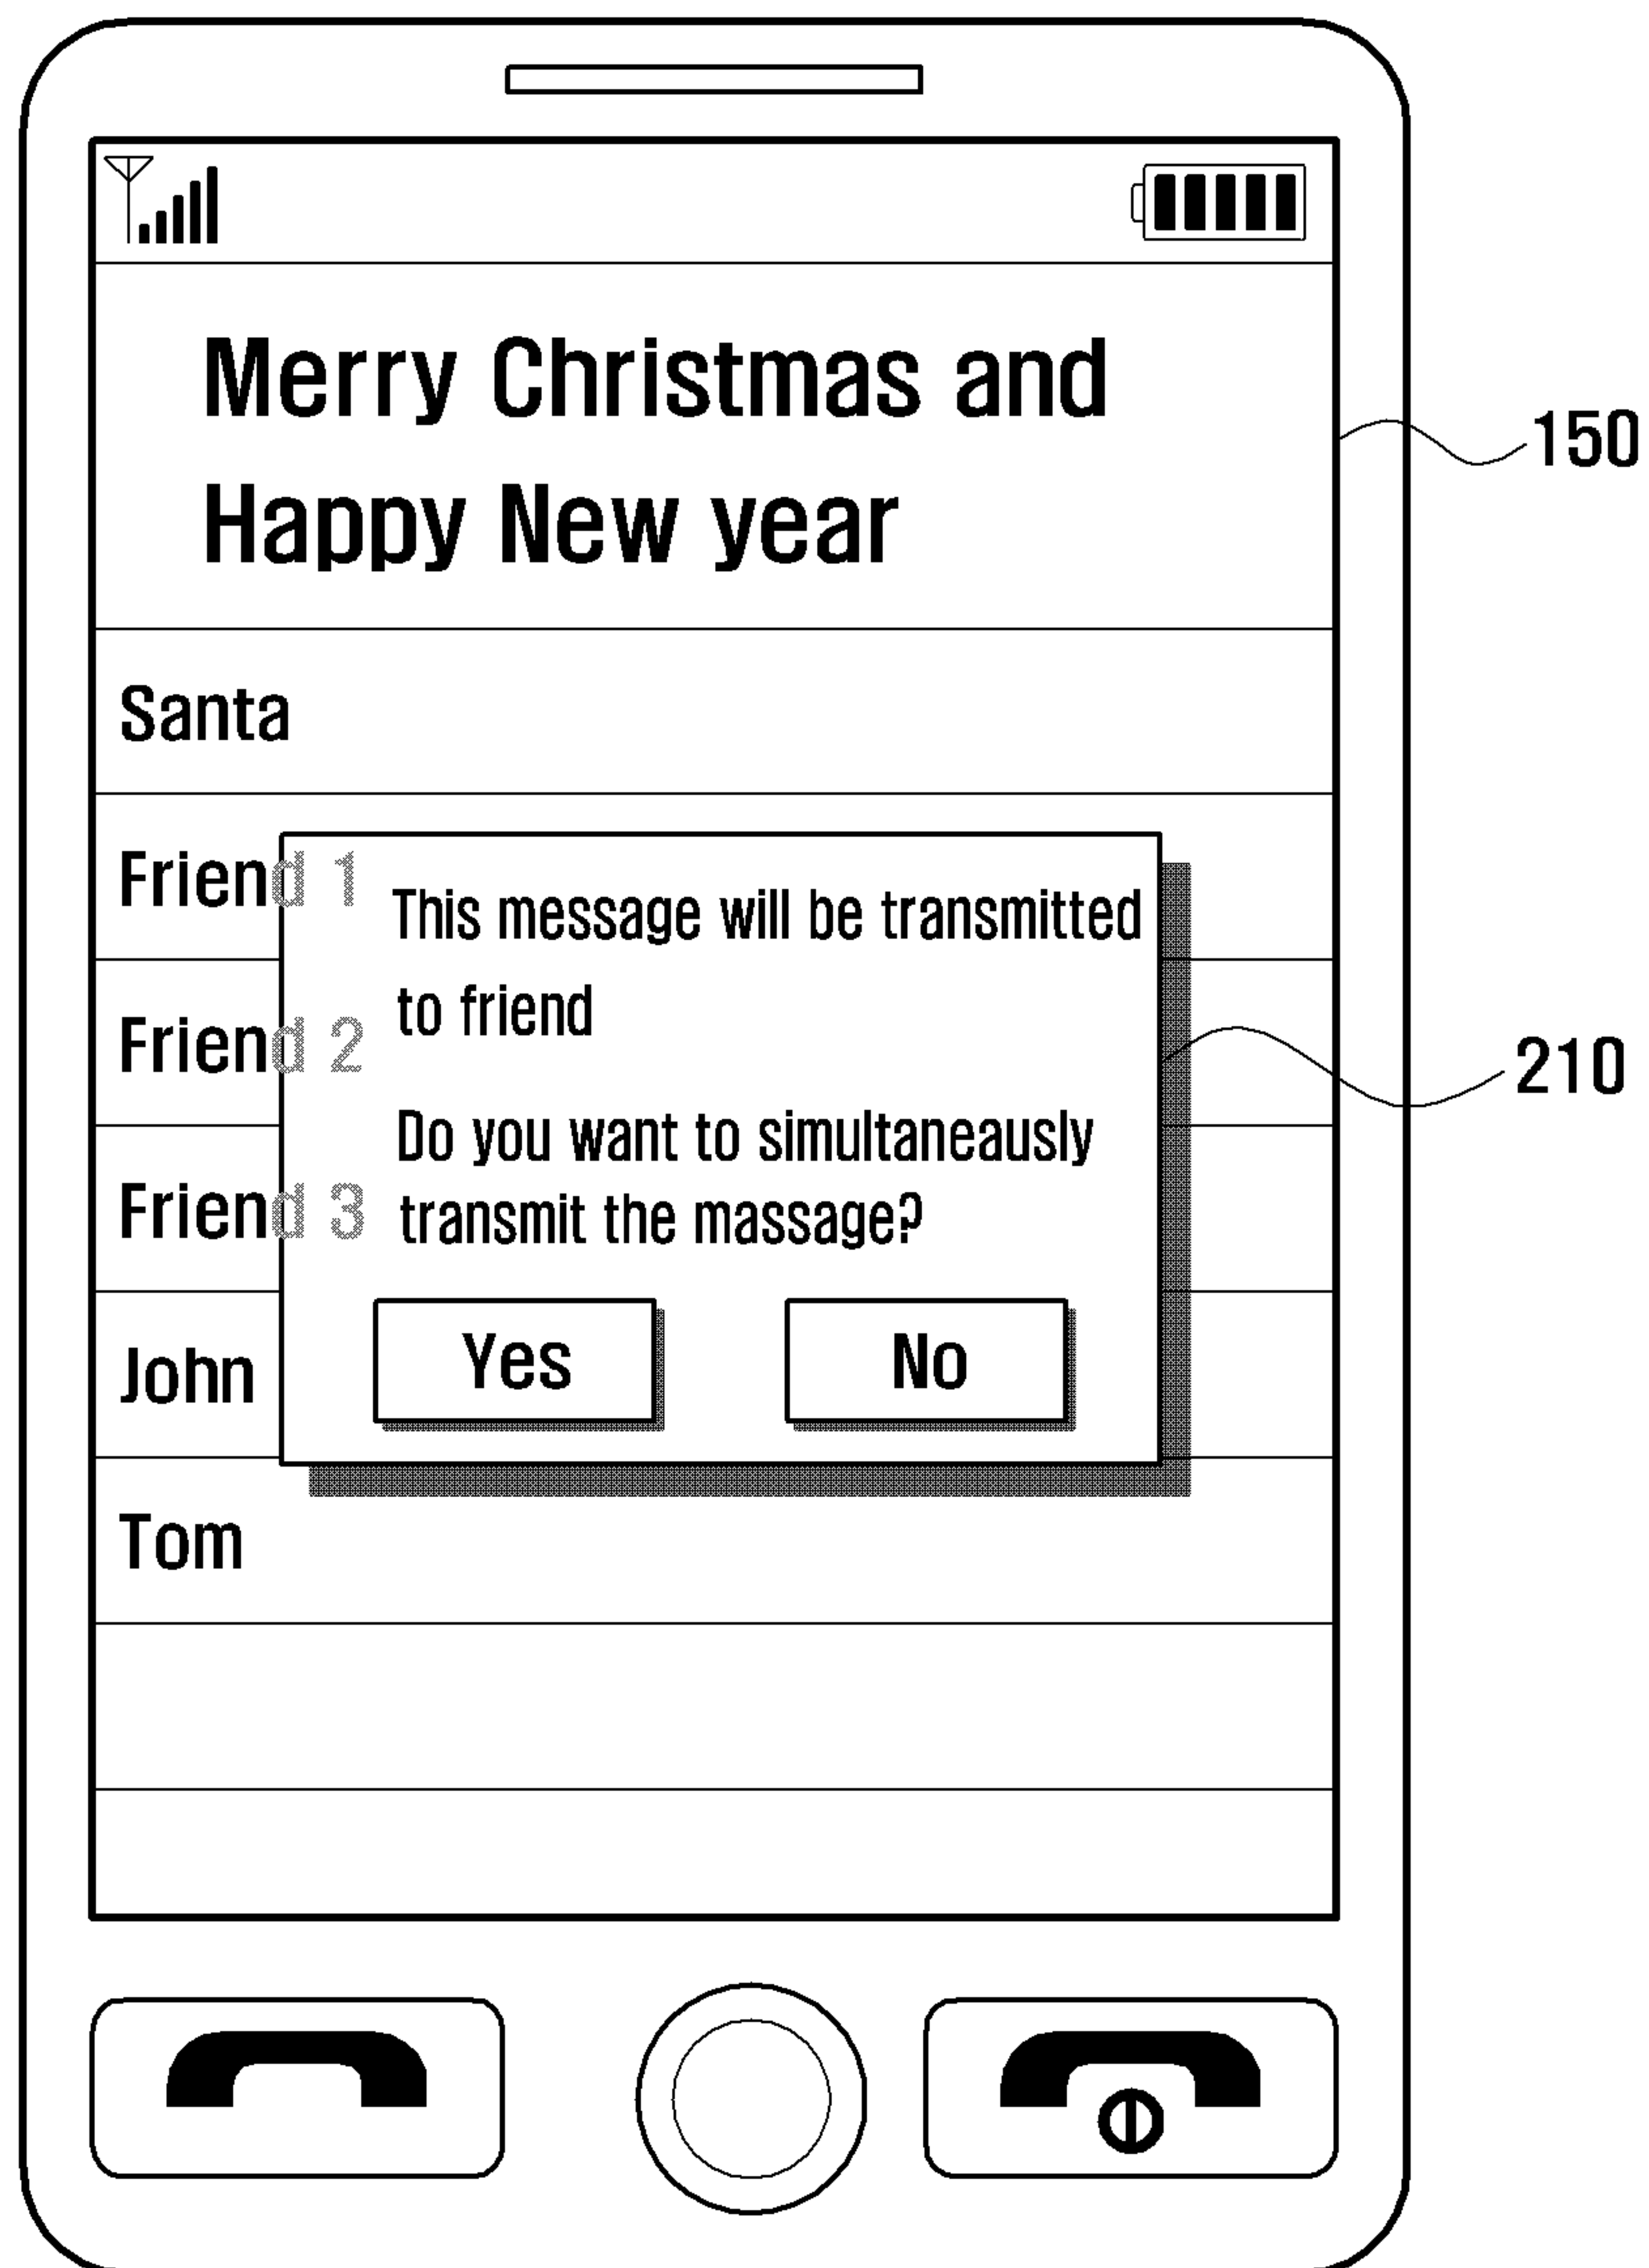 Merry Christmas and
Happy New year
150
Santa
Friend 1
This message will be transmitted
to friend
Friend 2
210
Do you want to simultaneausly
transmit the massage?
Friend 3
Yes
No
John
Tom